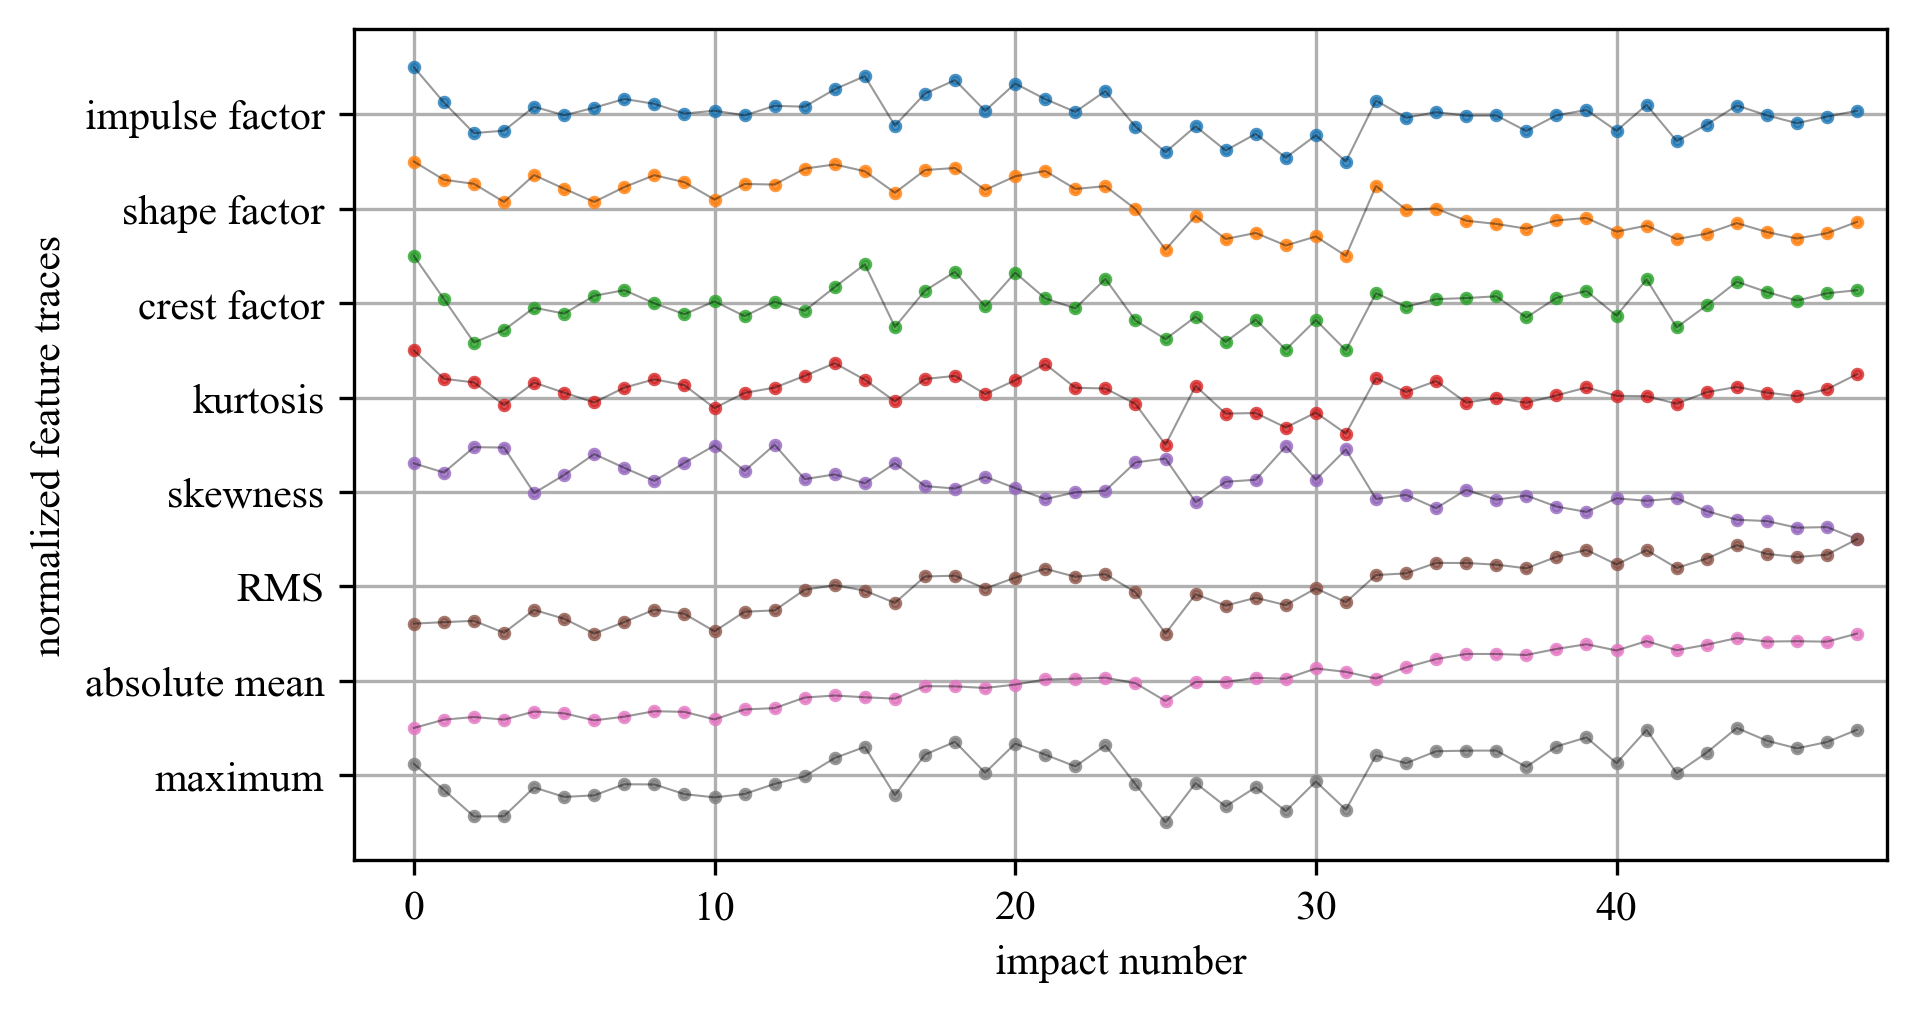 normalized feature traces
impulse factor
shape factor
crest factor
kurtosis
skewness
RMS
absolute mean
maximum
0 10 20 30 40
impact number